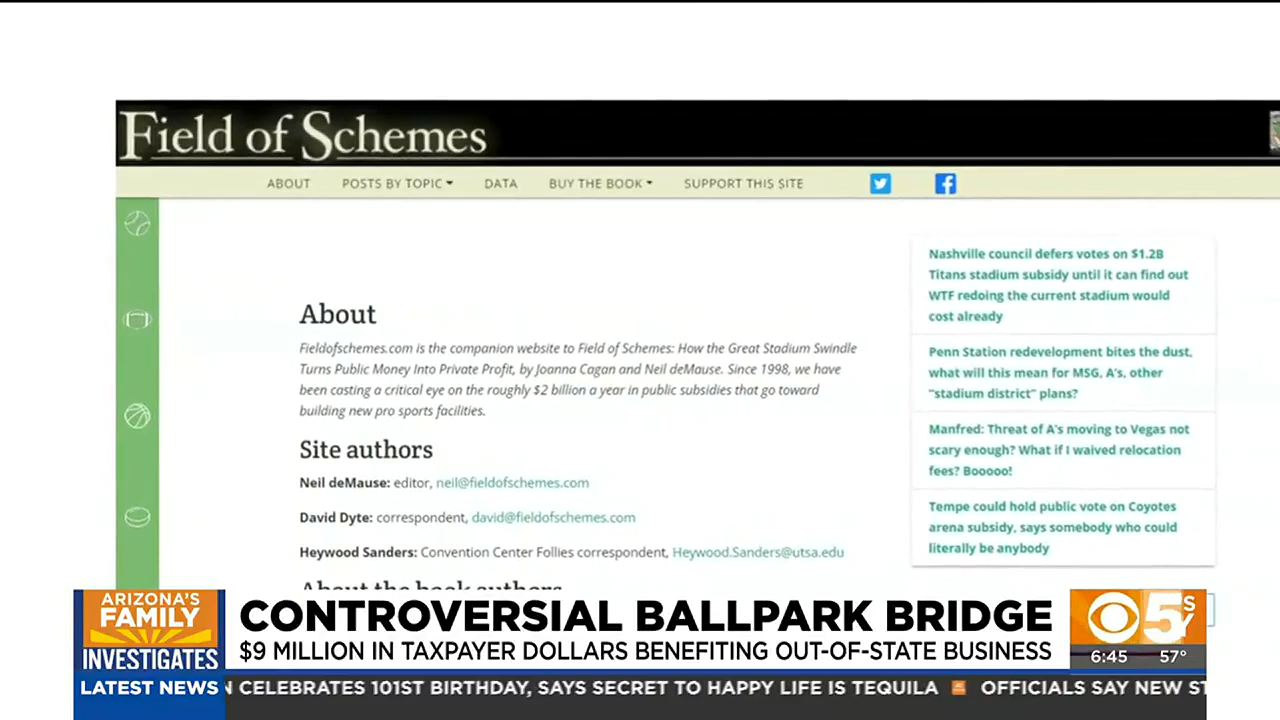 Field of Schemes
ABOUT POSTS BY TOPIC DATA BUY THE BOOK SUPPORT THIS SITE
About
Fieldofschemes.com is the companion website to Field of Schemes: How the Great Stadium Swindle
Turns Public Money Into Private Profit, by Joanna Cagan and Neil deMause. Since 1998, we have
been casting a critical eye on the roughly $2 billion a year in public subsidies that go toward
building new pro sports facilities.
Site authors
Neil deMause: editor, neil@fieldofschemes.com
David Dyte: correspondent, david@fieldofschemes.com
Heywood Sanders: Convention Center Follies correspondent, Heywood.Sanders@utsa.edu
About the book authors
Nashville council defers votes on $1.2B
Titans stadium subsidy until it can find out
WTF redoing the current stadium would
cost already
Penn Station redevelopment bites the dust,
what will this mean for MSG, A's, other
"stadium district" plans?
Manfred: Threat of A's moving to Vegas not
scary enough? What if I waived relocation
fees? Booooo!
Tempe could hold public vote on Coyotes
arena subsidy, says somebody who could
literally be anybody
ARIZONA'S
FAMILY
INVESTIGATES
CONTROVERSIAL BALLPARK BRIDGE
$9 MILLION IN TAXPAYER DOLLARS BENEFITING OUT-OF-STATE BUSINESS
5
6:45 57°
LATEST NEWS
N CELEBRATES 101ST BIRTHDAY, SAYS SECRET TO HAPPY LIFE IS TEQUILA OFFICIALS SAY NEW ST